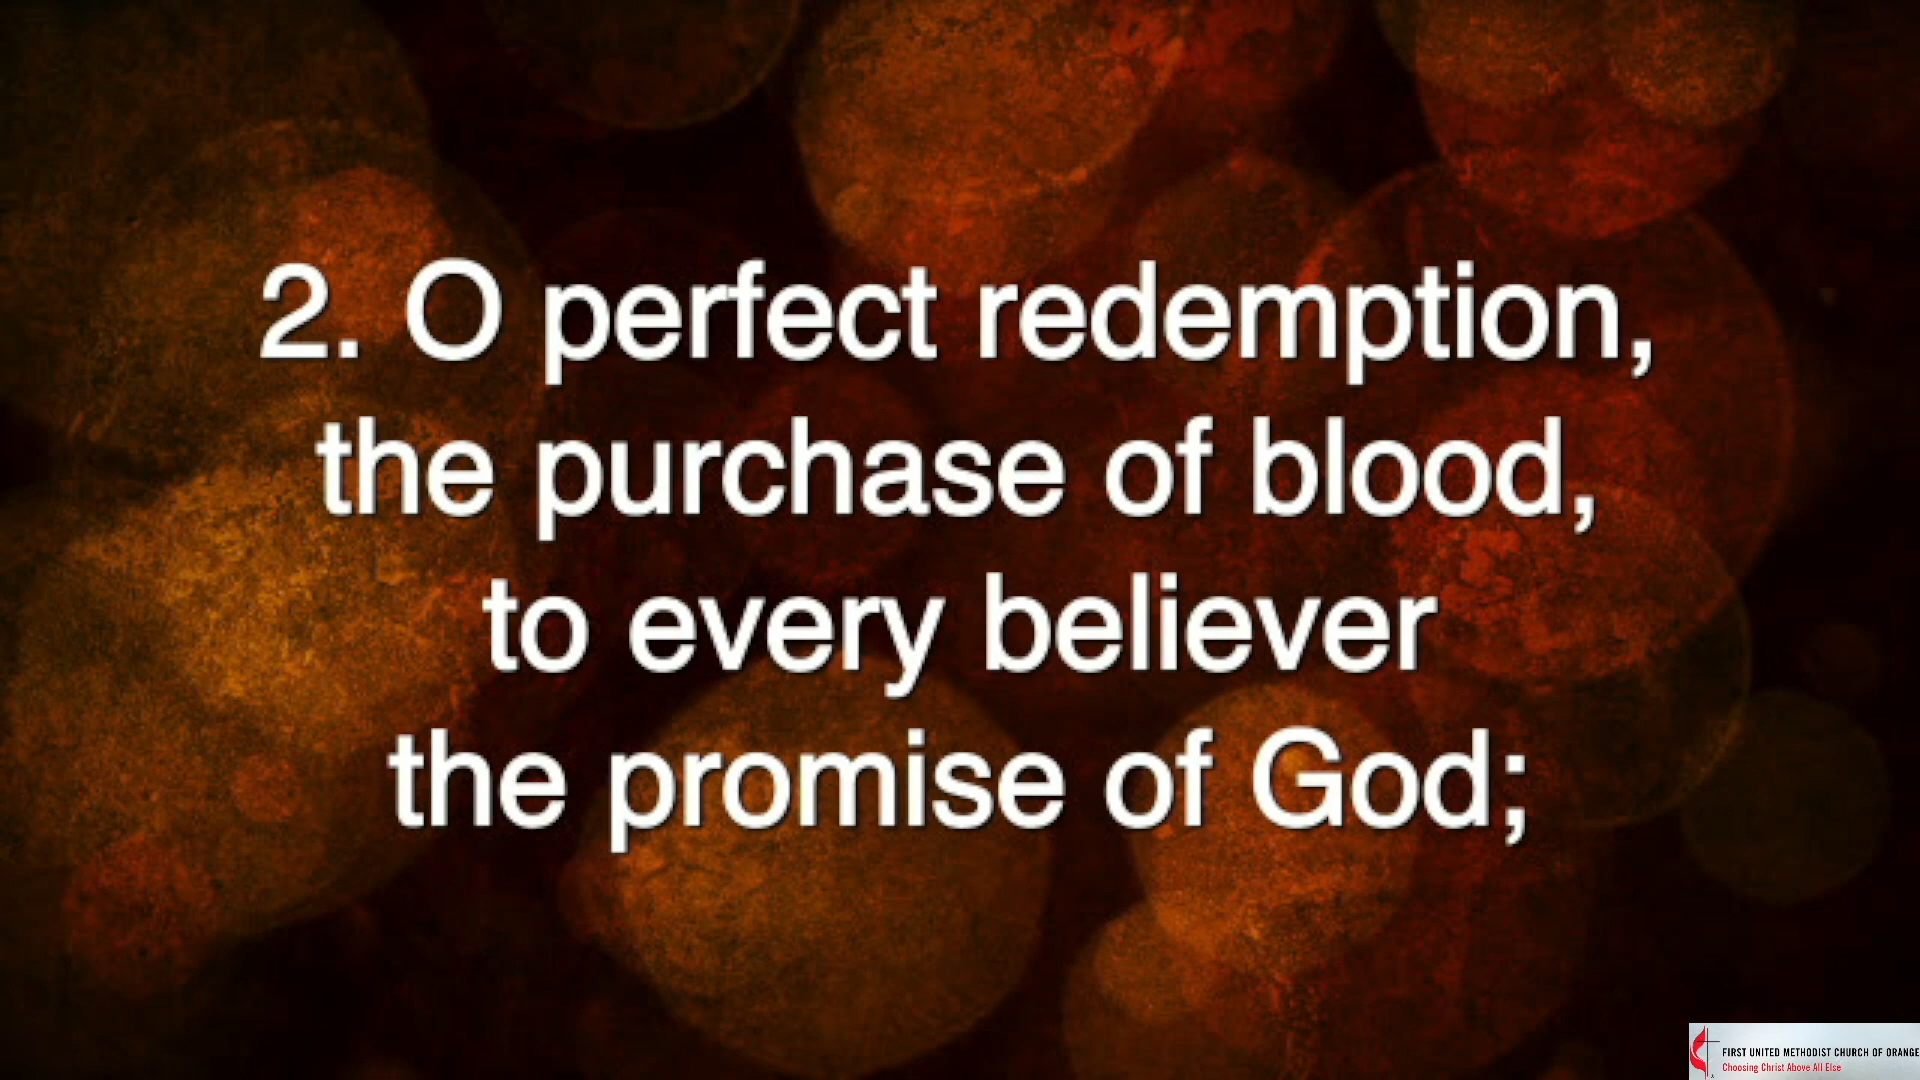 2. O perfect redemption,
the purchase of blood,
to every believer
the promise of God;
FIRST UNITED METHODIST CHURCH OF ORANGE
Choosing Christ Above All Else